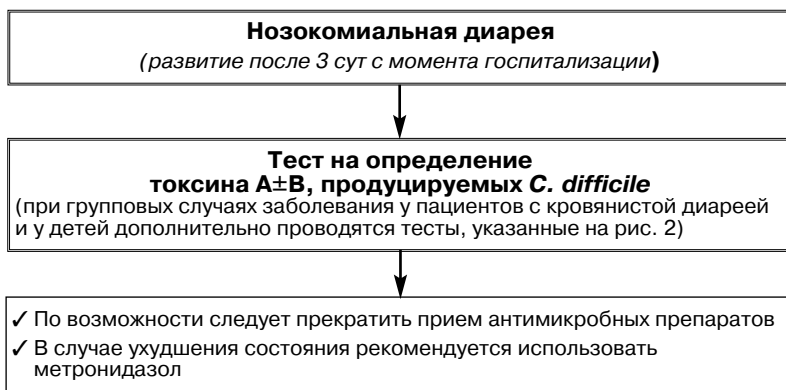 Нозокомиальная диарея
(развитие после 3 сут с момента госпитализации)
Тест на определение
токсина А±В, продуцируемых C. difficile
(при групповых случаях заболевания у пациентов с кровянистой диареей
и у детей дополнительно проводятся тесты, указанные на рис. 2)
✓ По возможности следует прекратить прием антимикробных препаратов
✓ В случае ухудшения состояния рекомендуется использовать
метронидазол